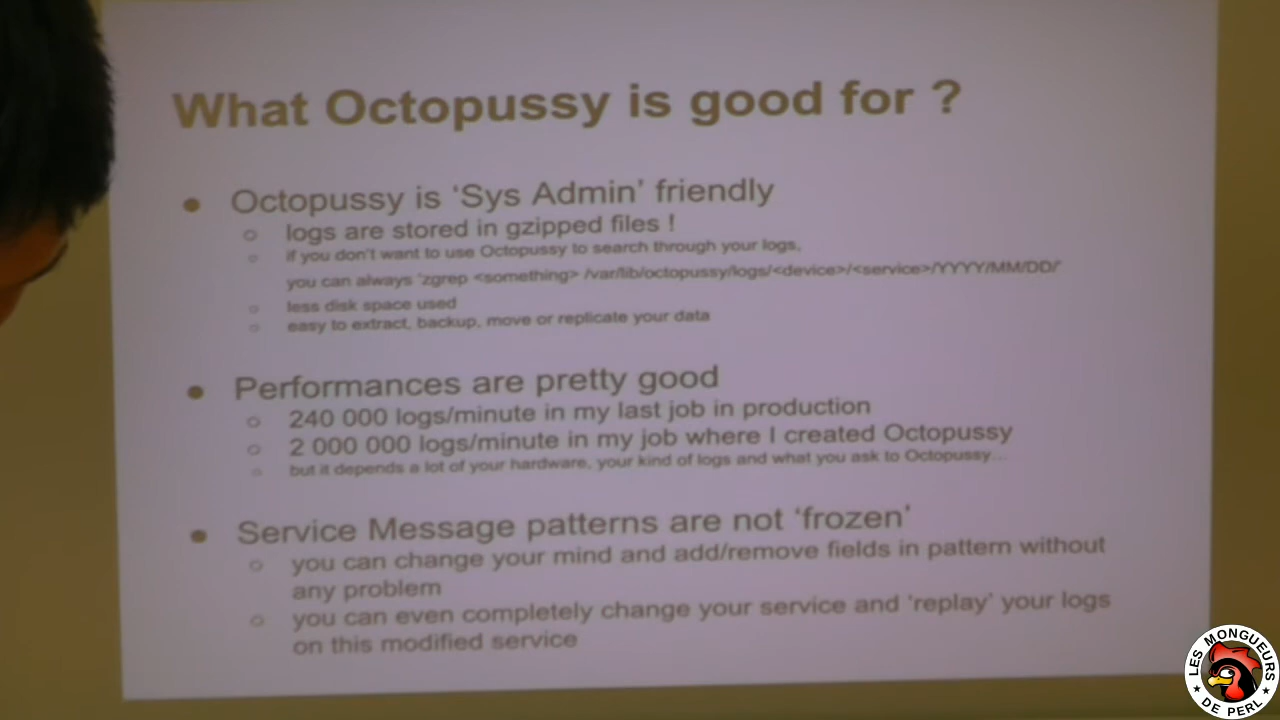 What Octopussy is good for ?
● Octopussy is ‘Sys Admin’ friendly
○ logs are stored in gzipped files !
○ if you don't want to use Octopussy to search through your logs,
you can always 'zgrep <something> /var/lib/octopussy/logs/<device>/<service>/YYYY/MM/DD/'
○ less disk space used
○ easy to extract, backup, move or replicate your data
● Performances are pretty good
○ 240 000 logs/minute in my last job in production
○ 2 000 000 logs/minute in my job where I created Octopussy
○ but it depends a lot of your hardware, your kind of logs and what you ask to Octopussy...
● Service Message patterns are not ‘frozen’
○ you can change your mind and add/remove fields in pattern without
any problem
○ you can even completely change your service and ‘replay’ your logs
on this modified service
LES MONGUEURS
★ DE PERL ★